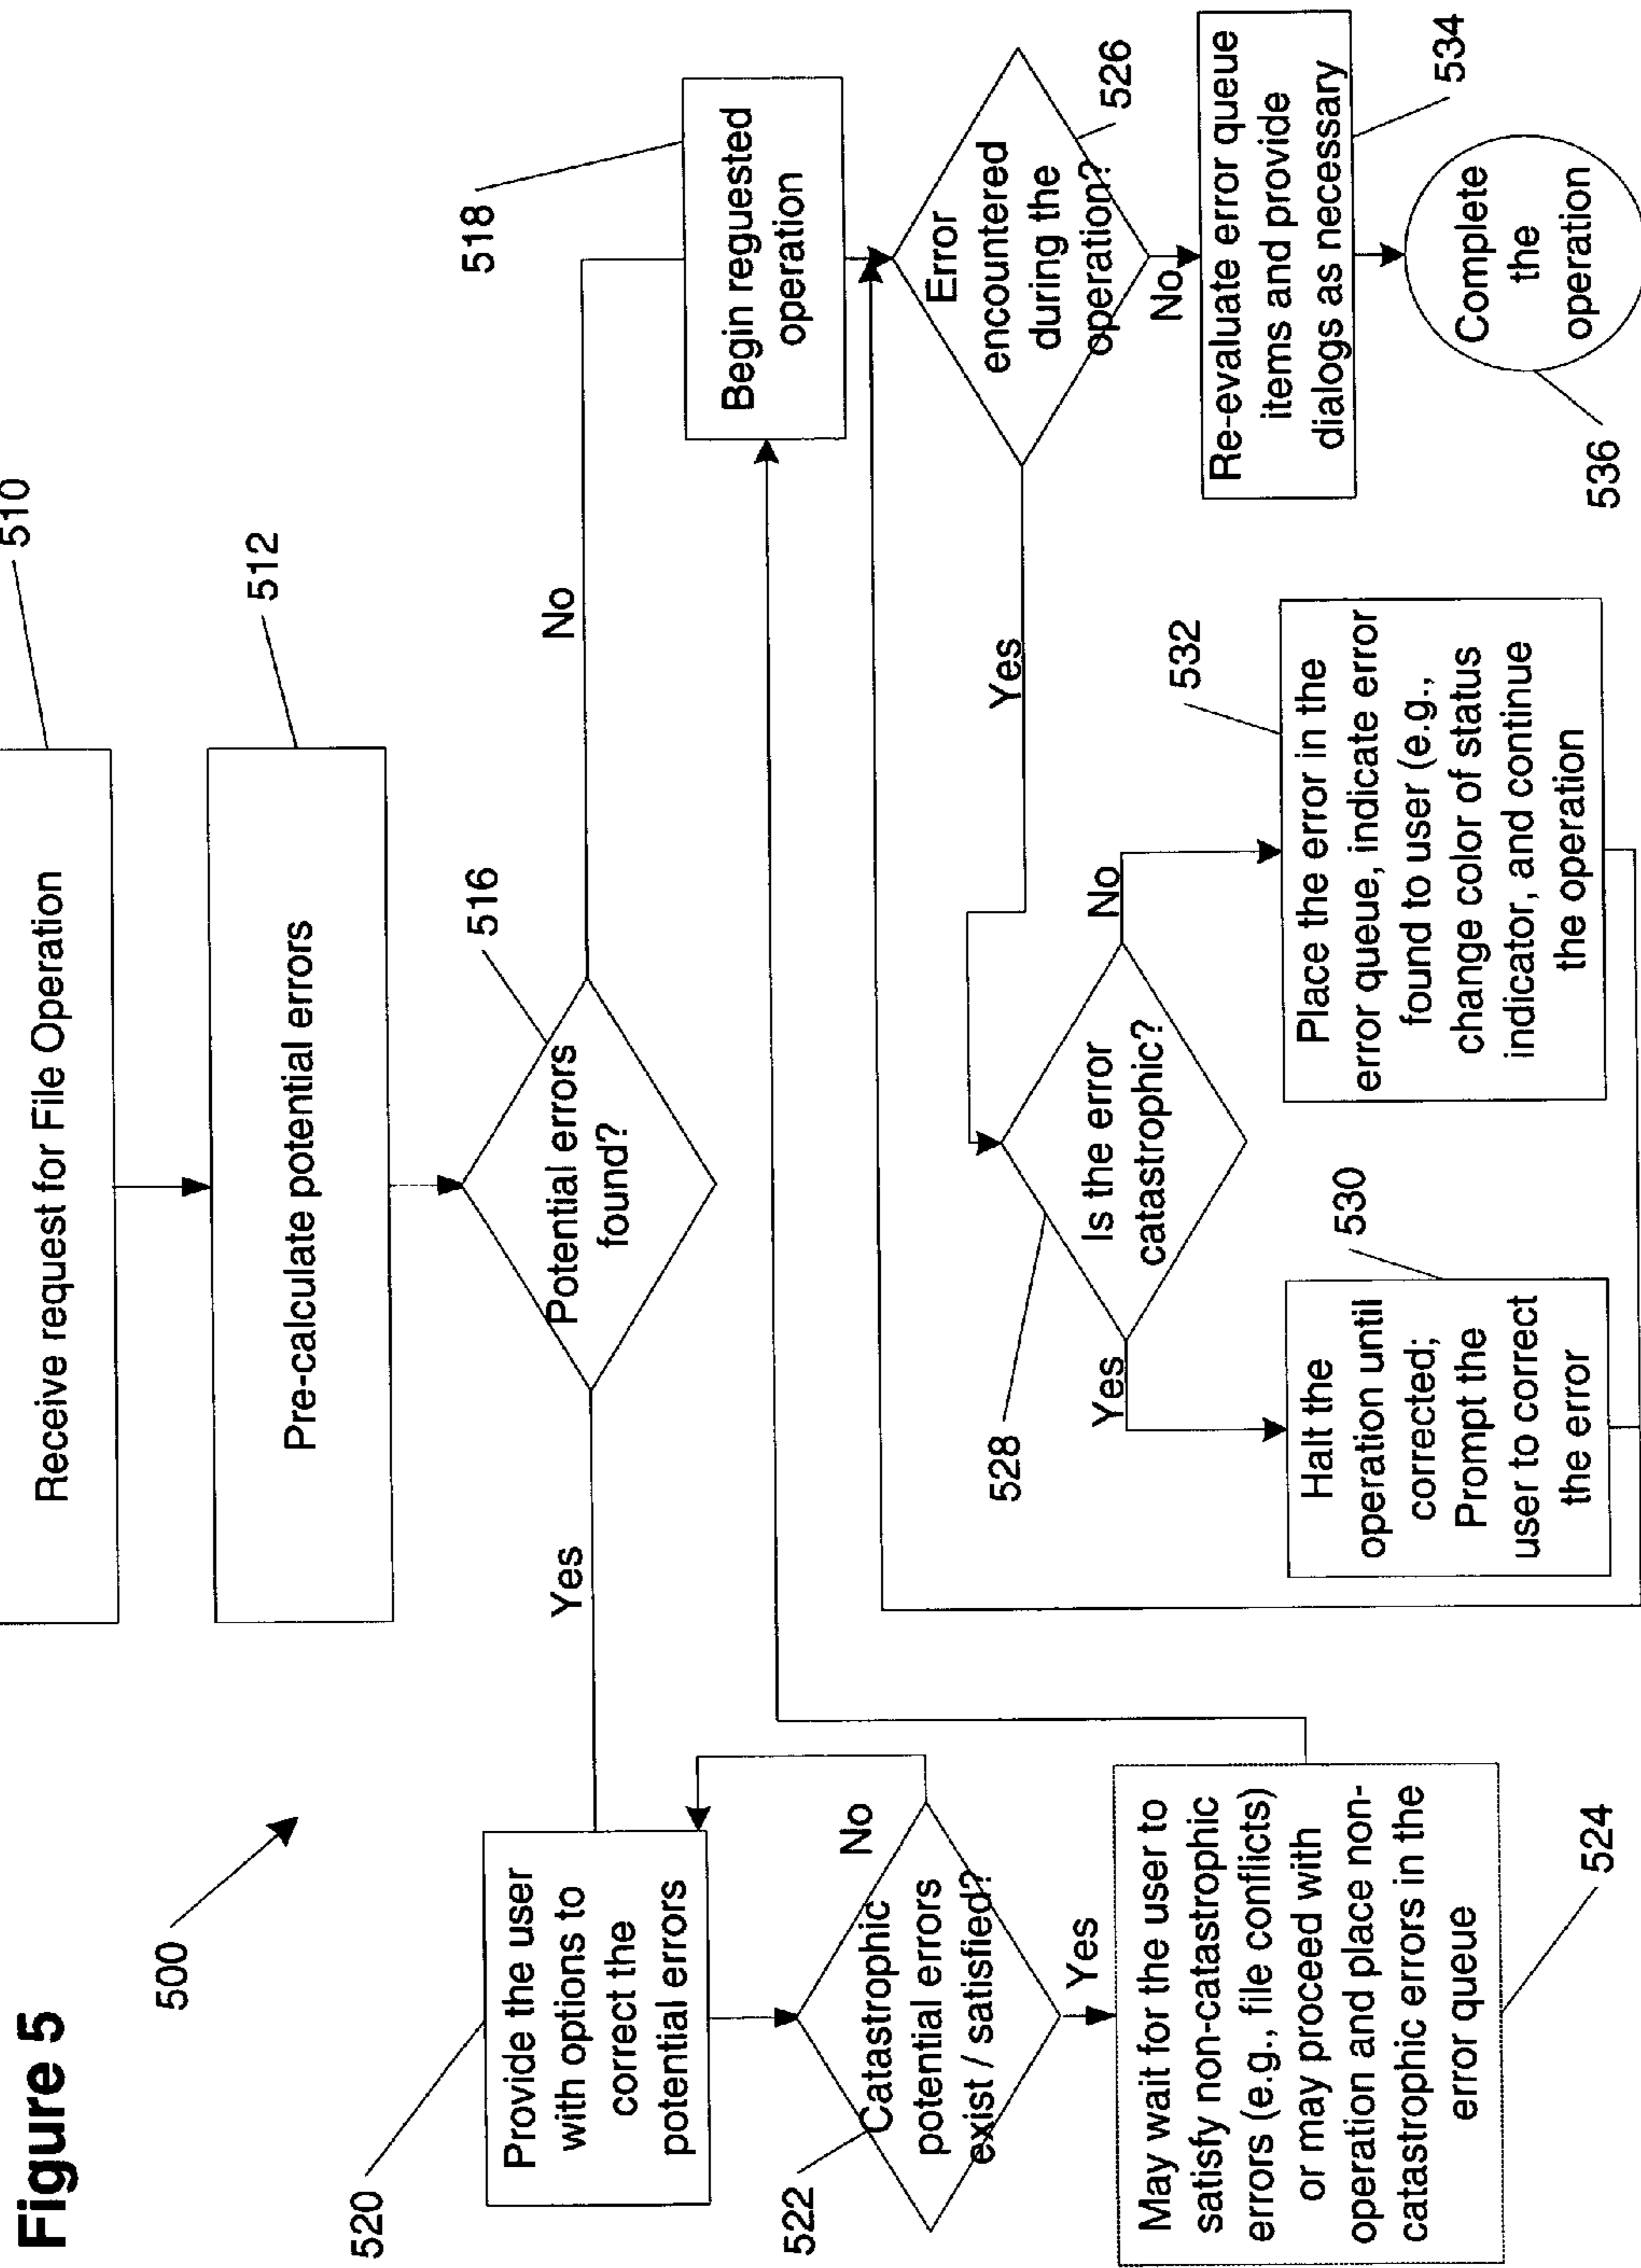 Figure 5
500
510
Receive request for File Operation
512
Pre-calculate potential errors
516
Potential errors
found?
Yes
No
518
Begin reguested
operation
520
Provide the user
with options to
correct the
potential errors
522
Catastrophic
potential errors
exist / satisfied?
No
Yes
May wait for the user to
satisfy non-catastrophic
errors (e.g., file conflicts)
or may proceed with
operation and place non-
catastrophic errors in the
error queue
524
Error
encountered
during the
operation?
526
Yes
No
528
Is the error
catastrophic?
Yes
No
530
Halt the
operation until
corrected;
Prompt the
user to correct
the error
532
Place the error in the
error queue, indicate error
found to user (e.g.,
change color of status
indicator, and continue
the operation
Re-evaluate error queue
items and provide
dialogs as necessary
534
Complete
the
operation
536